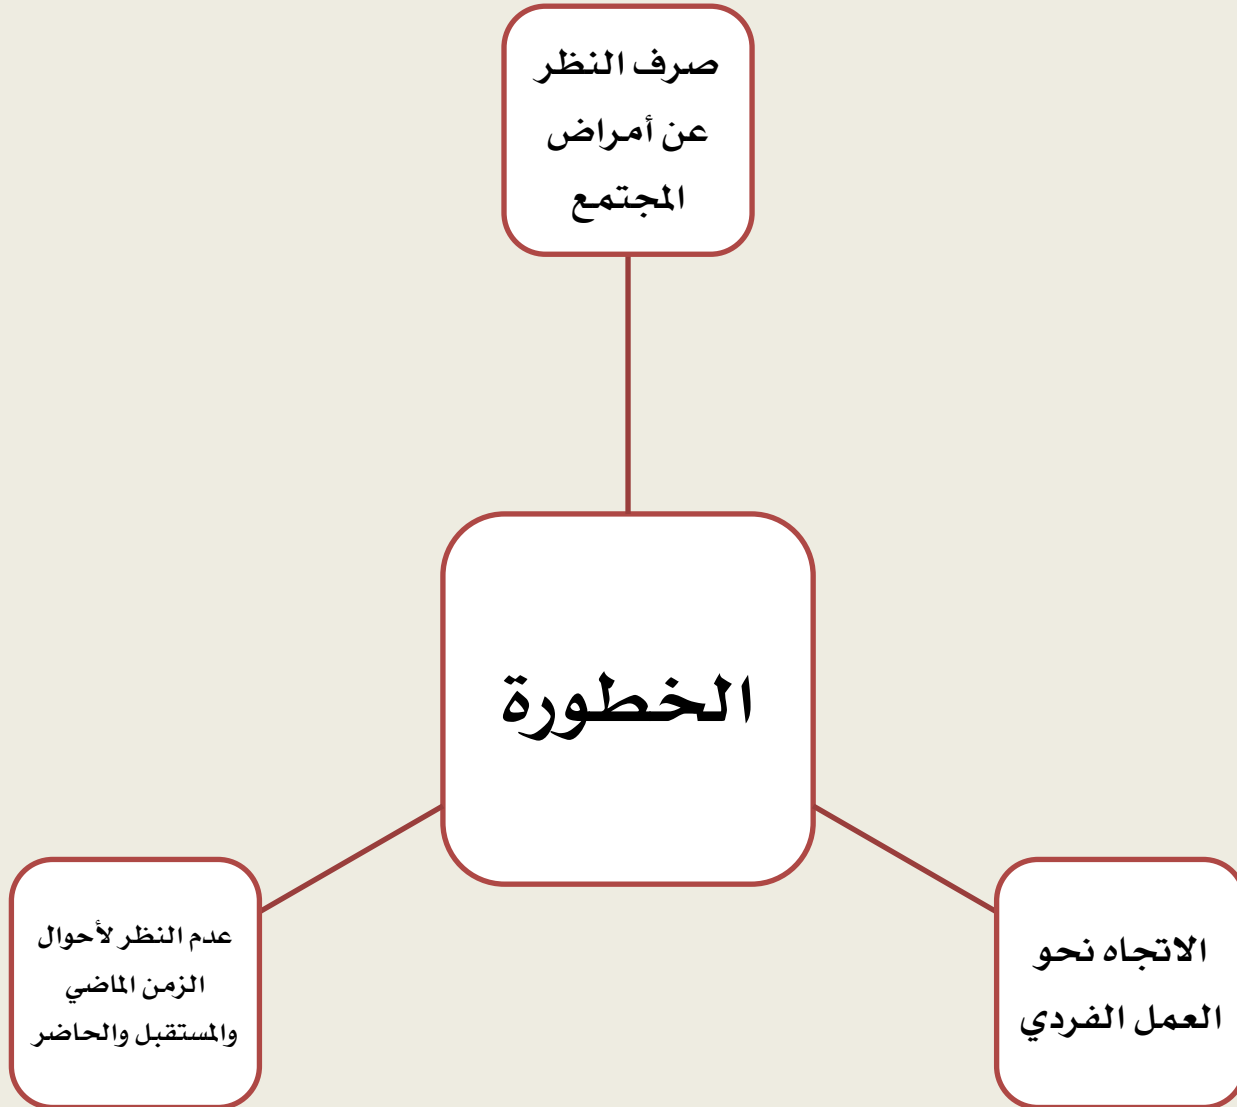 صرف النظر
عن أمراض
المجتمع
الخطورة
الاتجاه نحو
العمل الفردي
عدم النظر لأحوال
الزمن الماضي
والمستقبل والحاضر